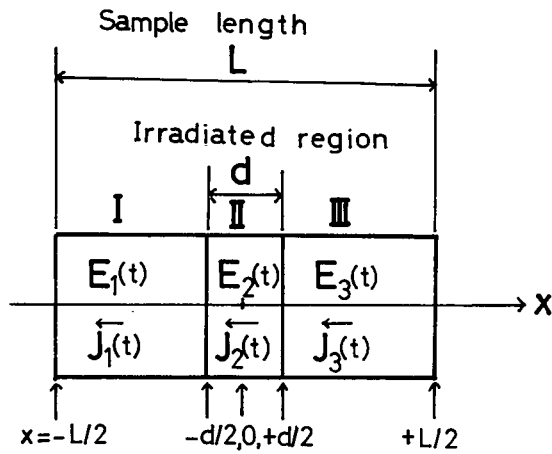 Sample length
L
Irradiated region
d
I II III
E₁(t) E₂(t) E₃(t)
x
j₁(t) j₂(t) j₃(t)
x=-L/2 -d/2,0,+d/2 +L/2